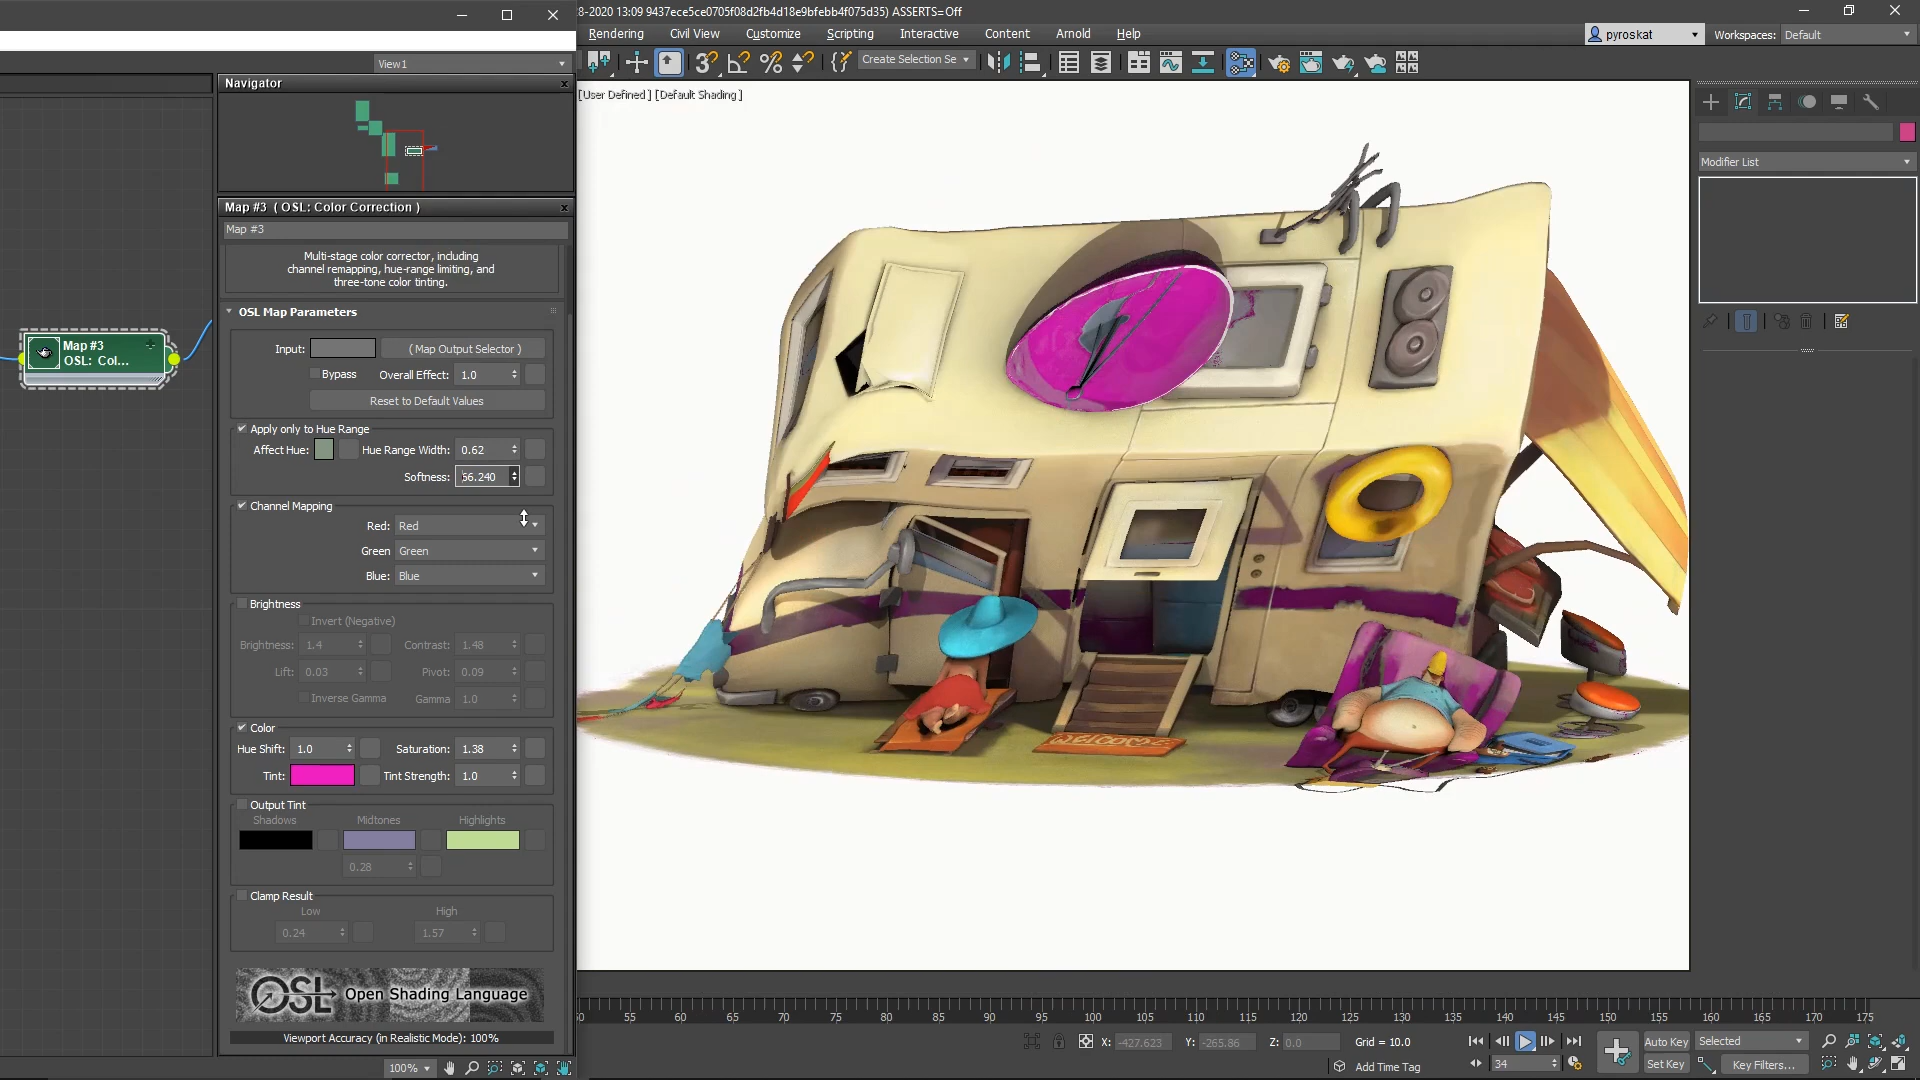 28-2020 13:09 9437ece5ce0705f08d2fb4d18e9bfebb4f075d35) ASSERTS=Off
Rendering Civil View Customize Scripting Interactive Content Arnold Help
pyroskat Workspaces: Default
View1
Create Selection Se
Navigator
[User Defined ] [Default Shading ]
Modifier List
Map #3 ( OSL: Color Correction )
Map #3
Multi-stage color corrector, including
channel remapping, hue-range limiting, and
three-tone color tinting.
OSL Map Parameters
Map #3
OSL: Col...
Input: ( Map Output Selector )
Bypass Overall Effect: 1.0
Reset to Default Values
Apply only to Hue Range
Affect Hue: Hue Range Width: 0.62
Softness: 56.240
Channel Mapping
Red: Red
Green Green
Blue: Blue
Brightness
Invert (Negative)
Brightness: 1.4 Contrast: 1.48
Lift: 0.03 Pivot: 0.09
Inverse Gamma Gamma 1.0
Color
Hue Shift: 1.0 Saturation: 1.38
Tint: Tint Strength: 1.0
Output Tint
Shadows Midtones Highlights
0.28
Clamp Result
Low High
0.24 1.57
OSL Open Shading Language
Viewport Accuracy (in Realistic Mode): 100%
100%
WELCOME
50 55 60 65 70 75 80 85 90 95 100 105 110 115 120 125 130 135 140 145 150 155 160 165 170 175
X: -427.623 Y: -265.86 Z: 0.0 Grid = 10.0
Add Time Tag
34
Auto Key Selected
Set Key Key Filters...